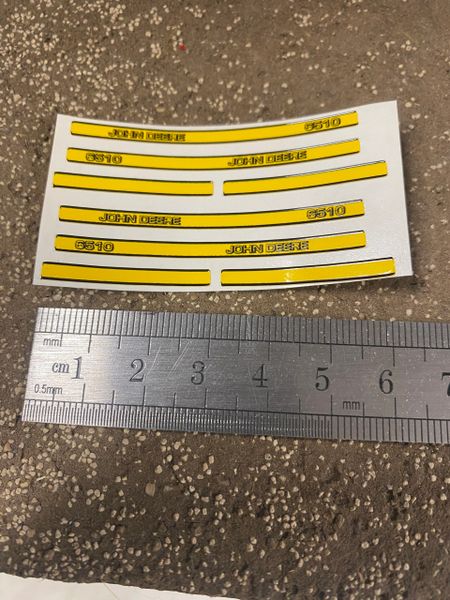 JOHN DEERE 6510
6510 JOHN DEERE
JOHN DEERE 6510
6510 JOHN DEERE
mm
cm 1 2 3 4 5 6 7
0.5mm mm